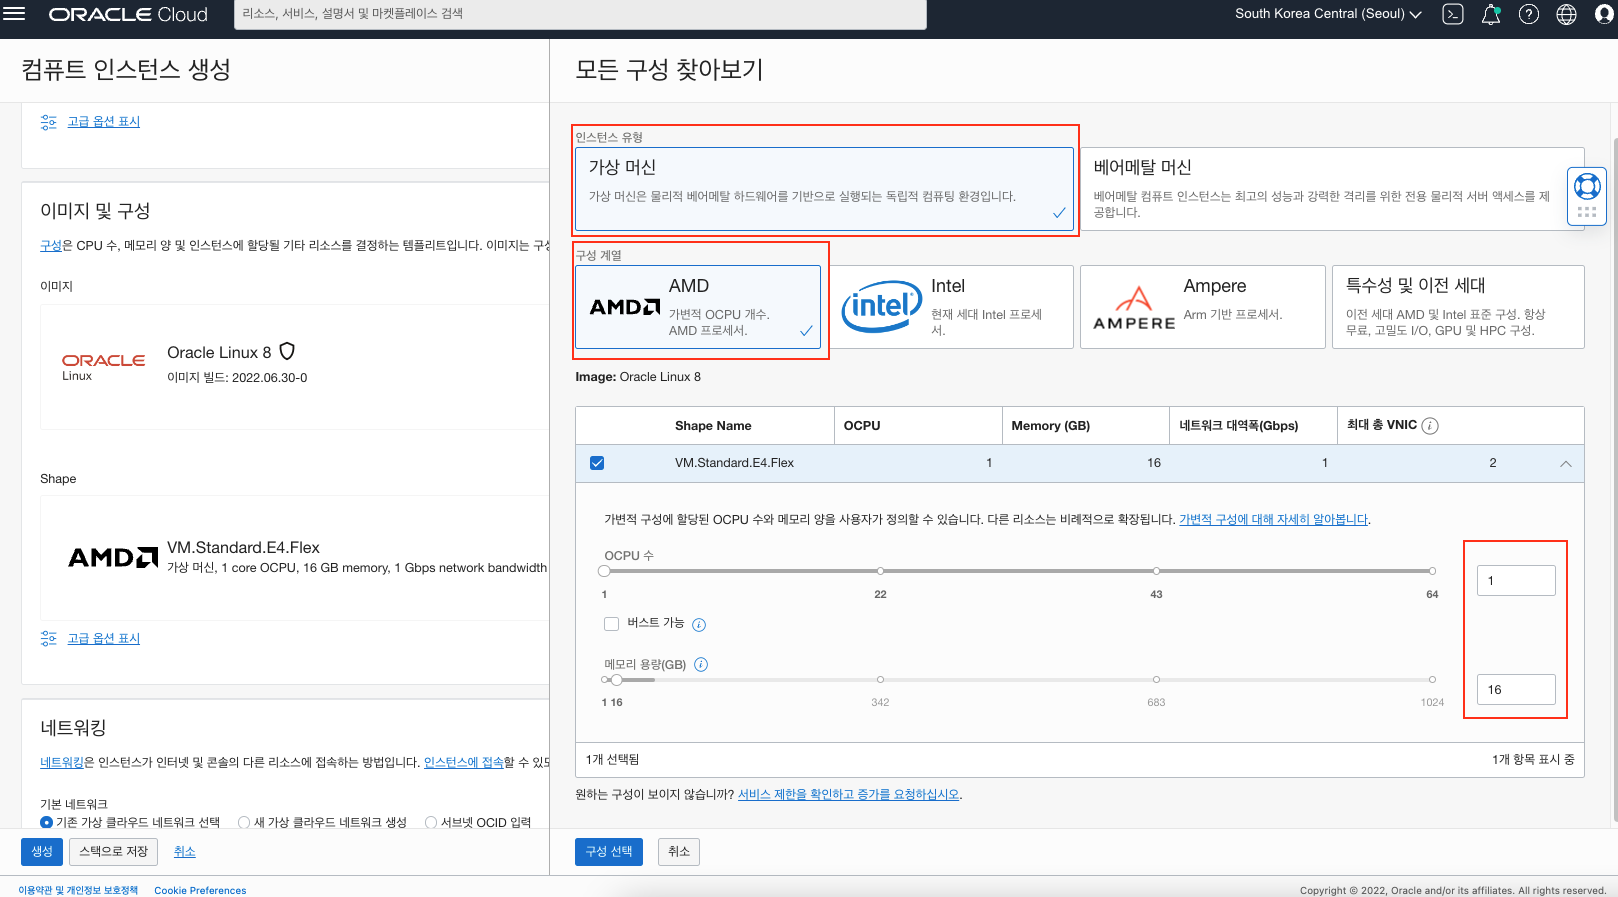 ORACLE Cloud
리소스, 서비스, 설명서 및 마켓플레이스 검색
South Korea Central (Seoul)
컴퓨트 인스턴스 생성
고급 옵션 표시
이미지 및 구성
구성은 CPU 수, 메모리 양 및 인스턴스에 할당될 기타 리소스를 결정하는 템플리트입니다. 이미지는 구성
이미지
ORACLE
Linux
Oracle Linux 8
이미지 빌드: 2022.06.30-0
Shape
AMD
VM.Standard.E4.Flex
가상 머신, 1 core OCPU, 16 GB memory, 1 Gbps network bandwidth
고급 옵션 표시
네트워킹
네트워킹은 인스턴스가 인터넷 및 콘솔의 다른 리소스에 접속하는 방법입니다. 인스턴스에 접속할 수 있도
기본 네트워크
기존 가상 클라우드 네트워크 선택
새 가상 클라우드 네트워크 생성
서브넷 OCID 입력
생성
스택으로 저장
취소
모든 구성 찾아보기
인스턴스 유형
가상 머신
가상 머신은 물리적 베어메탈 하드웨어를 기반으로 실행되는 독립적 컴퓨팅 환경입니다.
베어메탈 머신
베어메탈 컴퓨트 인스턴스는 최고의 성능과 강력한 격리를 위한 전용 물리적 서버 액세스를 제
공합니다.
구성 계열
AMD
AMD
가변적 OCPU 개수.
AMD 프로세서.
intel
Intel
현재 세대 Intel 프로세
서.
AMPERE
Ampere
Arm 기반 프로세서.
특수성 및 이전 세대
이전 세대 AMD 및 Intel 표준 구성. 항상
무료, 고밀도 I/O, GPU 및 HPC 구성.
Image: Oracle Linux 8
Shape Name
OCPU
Memory (GB)
네트워크 대역폭(Gbps)
최대 총 VNIC
VM.Standard.E4.Flex
1
16
1
2
가변적 구성에 할당된 OCPU 수와 메모리 양을 사용자가 정의할 수 있습니다. 다른 리소스는 비례적으로 확장됩니다. 가변적 구성에 대해 자세히 알아봅니다.
OCPU 수
1
22
43
64
1
버스트 가능
메모리 용량(GB)
1 16
342
683
1024
16
1개 선택됨
1개 항목 표시 중
원하는 구성이 보이지 않습니까? 서비스 제한을 확인하고 증가를 요청하십시오.
구성 선택
취소
이용약관 및 개인정보 보호정책
Cookie Preferences
Copyright © 2022, Oracle and/or its affiliates. All rights reserved.